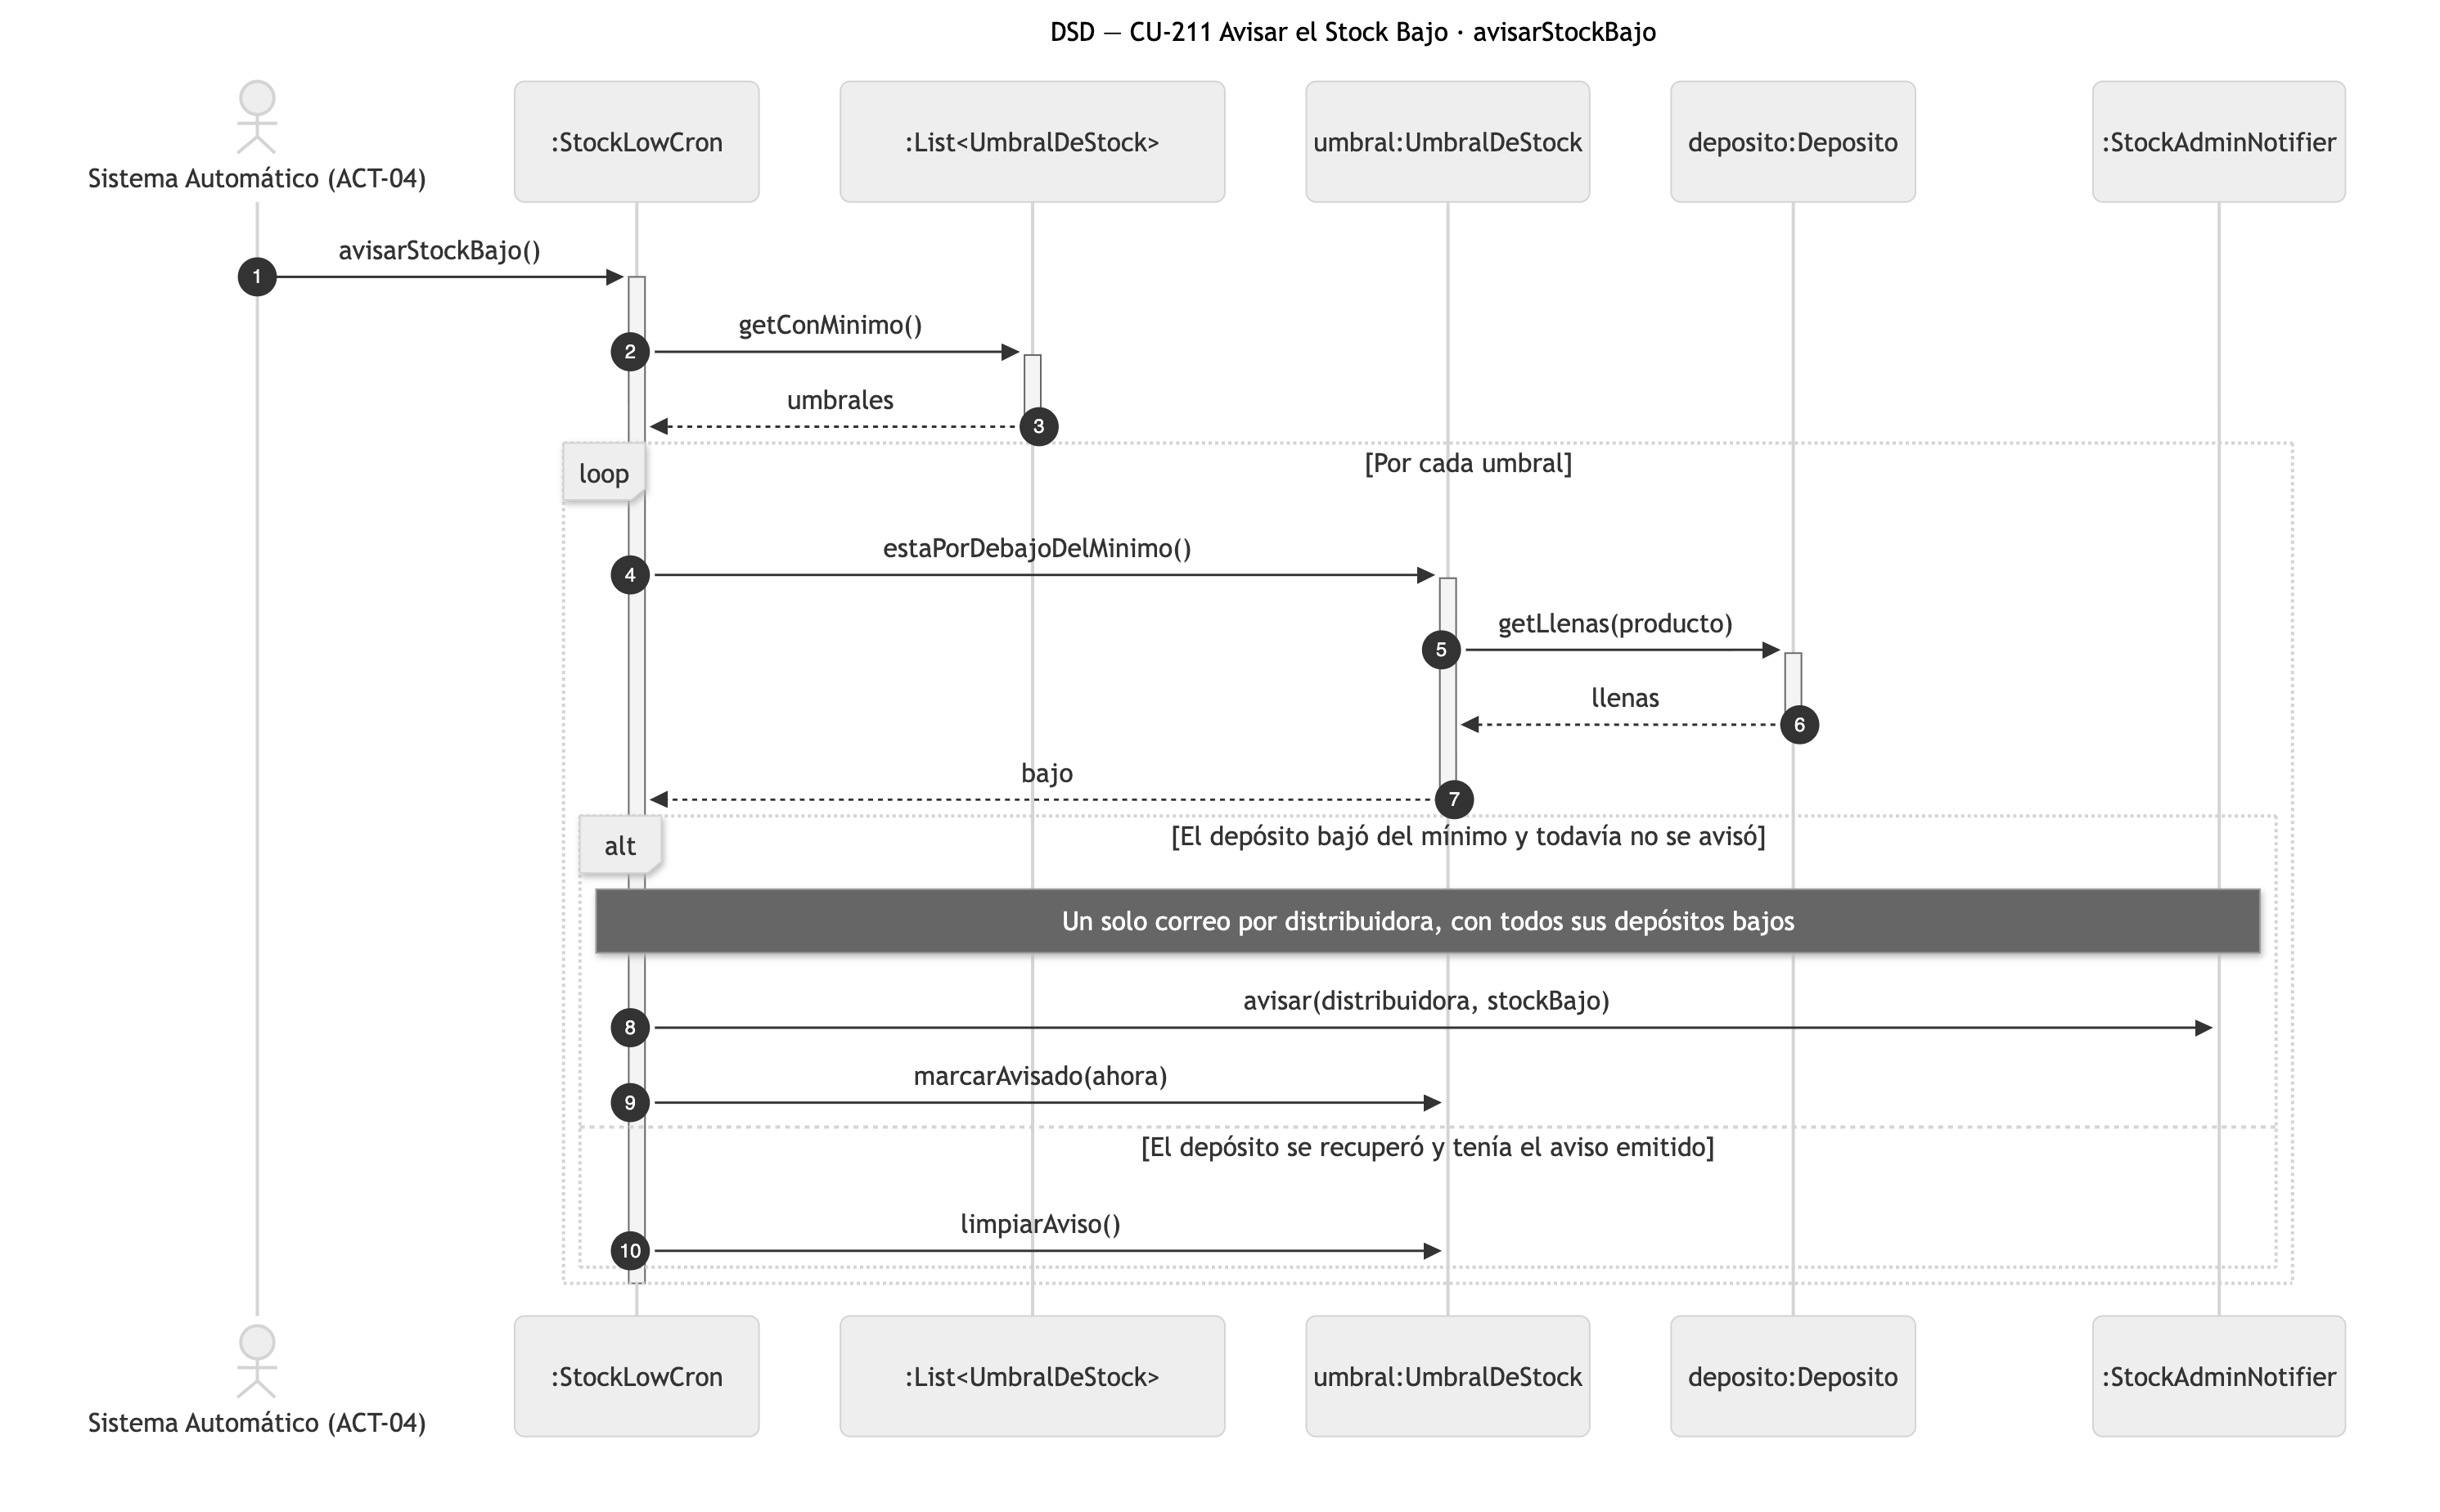 DSD — CU-211 Avisar el Stock Bajo · avisarStockBajo
Sistema Automático (ACT-04)
:StockLowCron
:List<UmbralDeStock>
umbral:UmbralDeStock
deposito:Deposito
:StockAdminNotifier
avisarStockBajo()
1
getConMinimo()
2
umbrales
3
loop
[Por cada umbral]
estaPorDebajoDelMinimo()
4
getLlenas(producto)
5
llenas
6
bajo
7
alt
[El depósito bajó del mínimo y todavía no se avisó]
Un solo correo por distribuidora, con todos sus depósitos bajos
avisar(distribuidora, stockBajo)
8
marcarAvisado(ahora)
9
[El depósito se recuperó y tenía el aviso emitido]
limpiarAviso()
10
Sistema Automático (ACT-04)
:StockLowCron
:List<UmbralDeStock>
umbral:UmbralDeStock
deposito:Deposito
:StockAdminNotifier